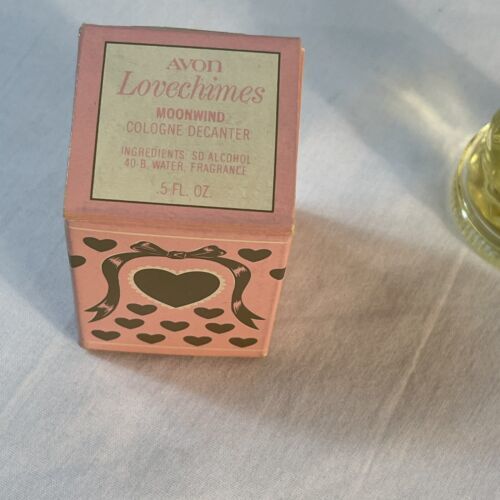 AVON
Lovechimes
MOONWIND
COLOGNE DECANTER
INGREDIENTS: SD ALCOHOL
40-B, WATER, FRAGRANCE
.5 FL. OZ.